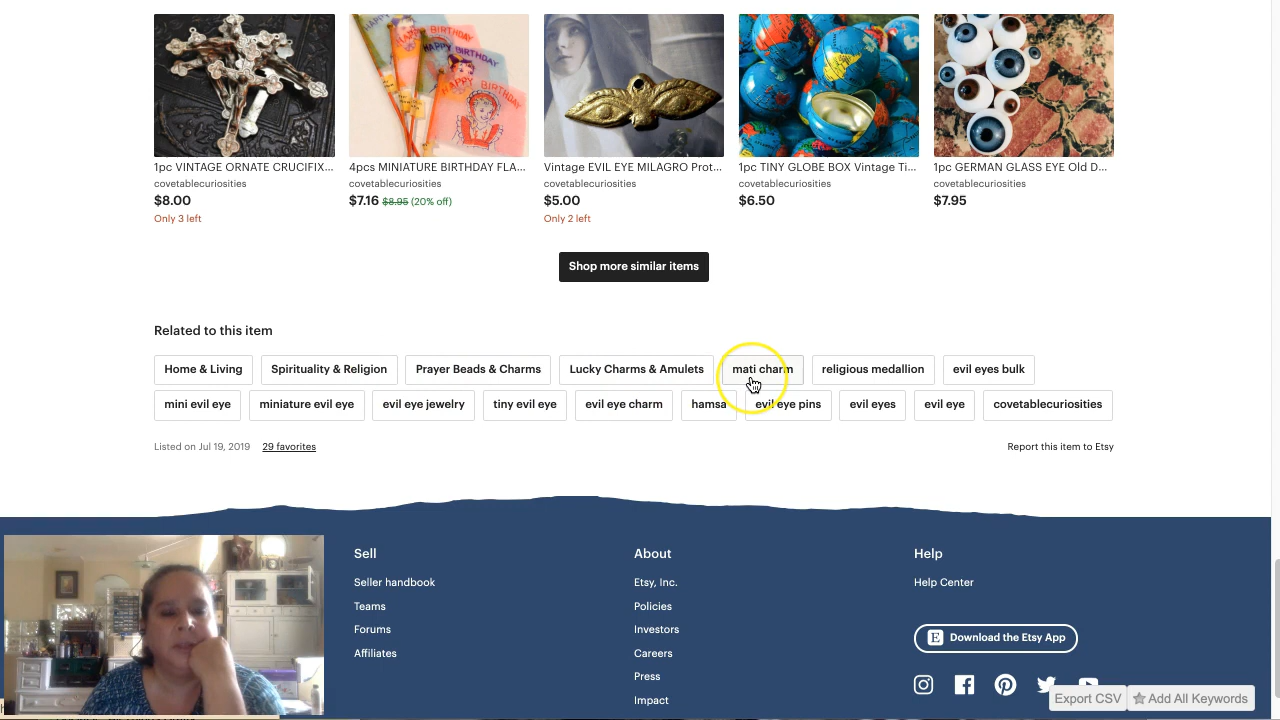 1pc VINTAGE ORNATE CRUCIFIX... 4pcs MINIATURE BIRTHDAY FLA... Vintage EVIL EYE MILAGRO Prot... 1pc TINY GLOBE BOX Vintage Ti... 1pc GERMAN GLASS EYE Old D...
covetablecuriosities covetablecuriosities covetablecuriosities covetablecuriosities covetablecuriosities
$8.00 $7.16 $8.95 (20% off) $5.00 $6.50 $7.95
Only 3 left Only 2 left
Shop more similar items
Related to this item
Home & Living Spirituality & Religion Prayer Beads & Charms Lucky Charms & Amulets mati charm religious medallion evil eyes bulk
mini evil eye miniature evil eye evil eye jewelry tiny evil eye evil eye charm hamsa evil eye pins evil eyes evil eye covetablecuriosities
Listed on Jul 19, 2019 29 favorites Report this item to Etsy
Sell About Help
Seller handbook Etsy, Inc. Help Center
Teams Policies
Forums Investors
E Download the Etsy App
Affiliates Careers
Press
Impact
Export CSV Add All Keywords